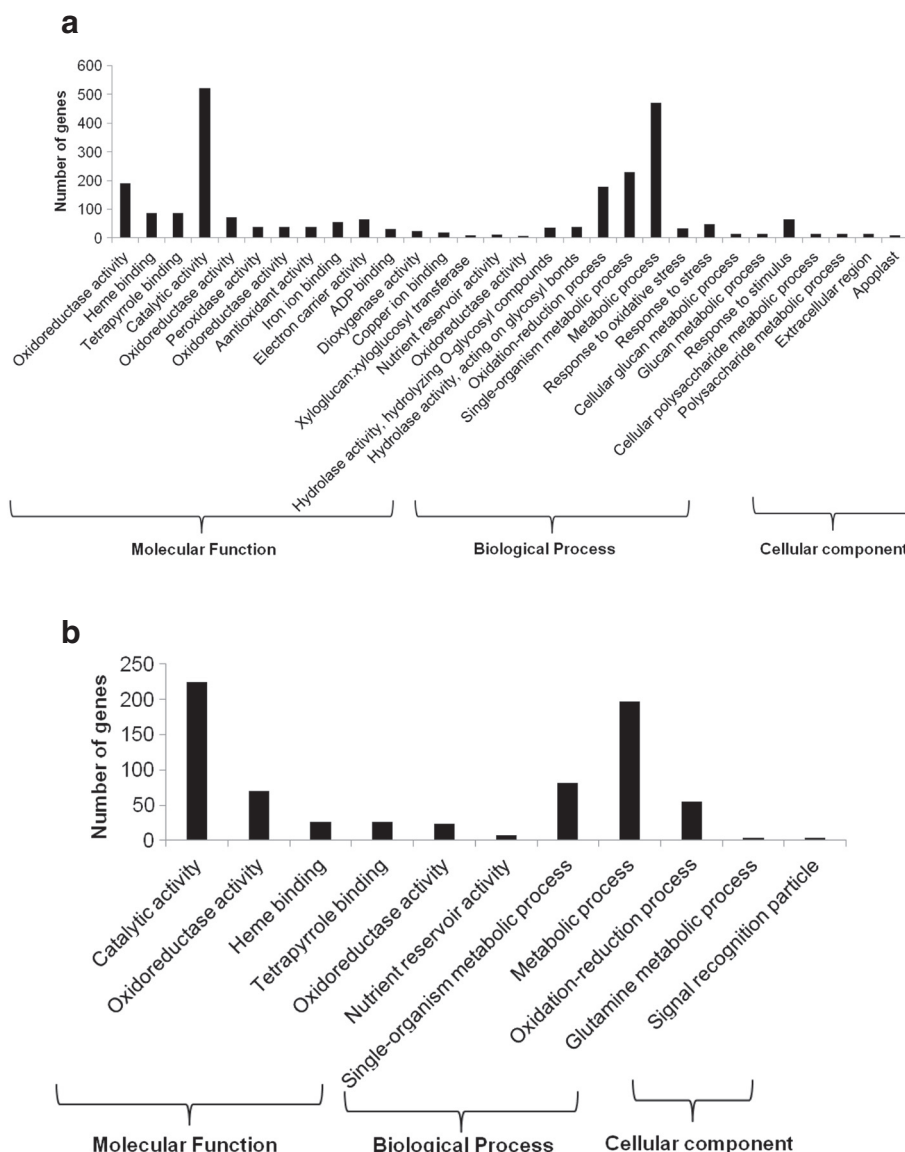 a
Number of genes
600
500
400
300
200
100
0
Oxidoreductase activity
Heme binding
Tetrapyrrole binding
Catalytic activity
Oxidoreductase activity
Peroxidase activity
Oxidoreductase activity
Aantioxidant activity
Iron ion binding
Electron carrier activity
ADP binding
Dioxygenase activity
Copper ion binding
Xyloglucan:xyloglucosyl transferase
Nutrient reservoir activity
Oxidoreductase activity
Hydrolase activity, hydrolyzing O-glycosyl compounds
Hydrolase activity, acting on glycosyl bonds
Oxidation-reduction process
Single-organism metabolic process
Metabolic process
Response to oxidative stress
Response to stress
Cellular glucan metabolic process
Glucan metabolic process
Response to stimulus
Cellular polysaccharide metabolic process
Polysaccharide metabolic process
Extracellular region
Apoplast
Molecular Function
Biological Process
Cellular component
b
Number of genes
250
200
150
100
50
0
Catalytic activity
Oxidoreductase activity
Heme binding
Tetrapyrrole binding
Oxidoreductase activity
Nutrient reservoir activity
Single-organism metabolic process
Metabolic process
Oxidation-reduction process
Glutamine metabolic process
Signal recognition particle
Molecular Function
Biological Process
Cellular component